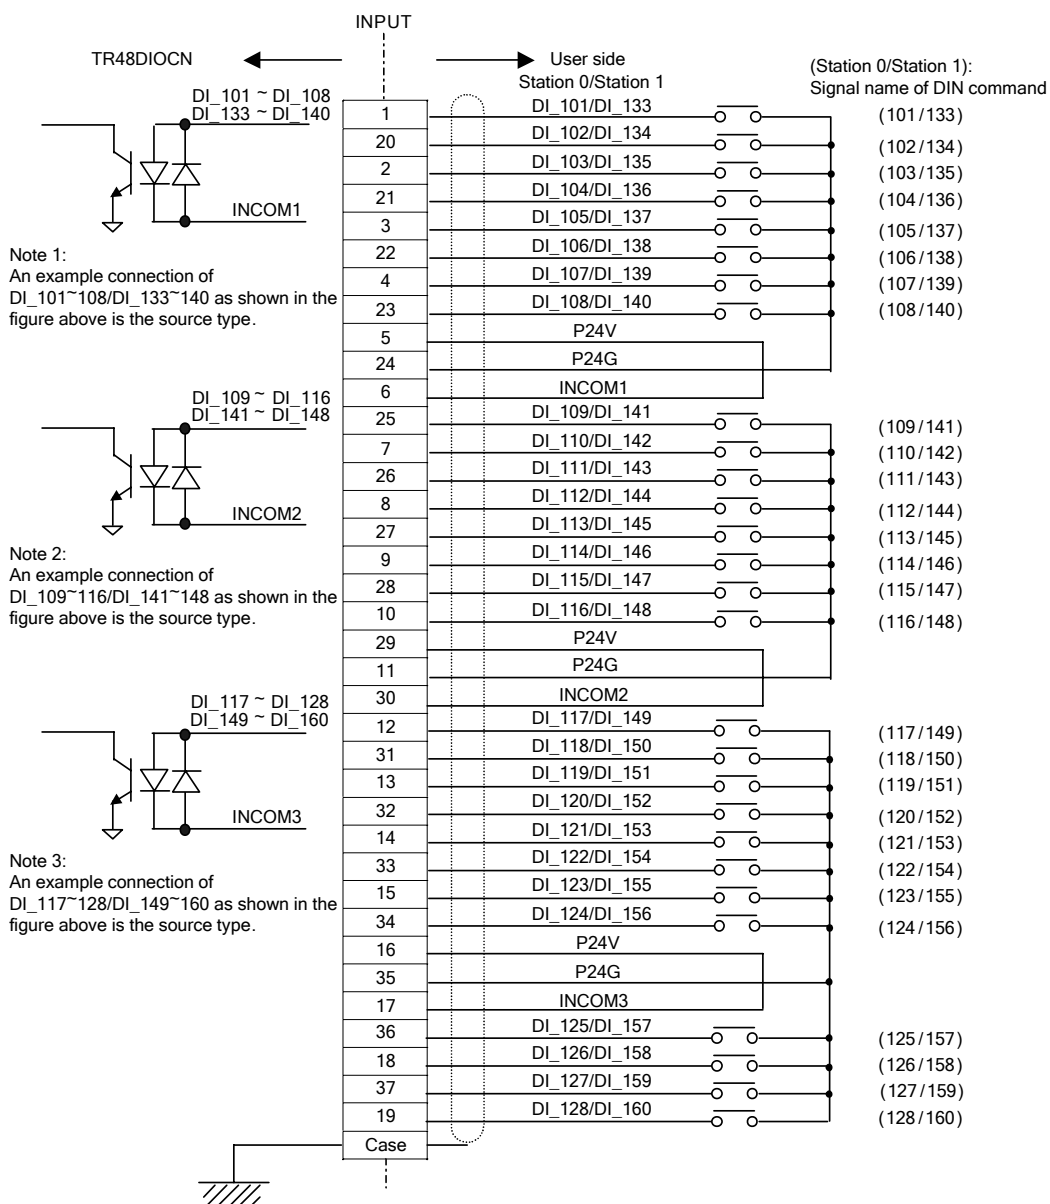 INPUT
TR48DIOCN
User side
Station 0/Station 1
(Station 0/Station 1):
Signal name of DIN command
DI_101 ~ DI_108
DI_133 ~ DI_140
INCOM1
Note 1:
An example connection of
DI_101~108/DI_133~140 as shown in the
figure above is the source type.
1 DI_101/DI_133 (101/133)
20 DI_102/DI_134 (102/134)
2 DI_103/DI_135 (103/135)
21 DI_104/DI_136 (104/136)
3 DI_105/DI_137 (105/137)
22 DI_106/DI_138 (106/138)
4 DI_107/DI_139 (107/139)
23 DI_108/DI_140 (108/140)
5 P24V
24 P24G
6 INCOM1
DI_109 ~ DI_116
DI_141 ~ DI_148
INCOM2
Note 2:
An example connection of
DI_109~116/DI_141~148 as shown in the
figure above is the source type.
25 DI_109/DI_141 (109/141)
7 DI_110/DI_142 (110/142)
26 DI_111/DI_143 (111/143)
8 DI_112/DI_144 (112/144)
27 DI_113/DI_145 (113/145)
9 DI_114/DI_146 (114/146)
28 DI_115/DI_147 (115/147)
10 DI_116/DI_148 (116/148)
29 P24V
11 P24G
30 INCOM2
DI_117 ~ DI_128
DI_149 ~ DI_160
INCOM3
Note 3:
An example connection of
DI_117~128/DI_149~160 as shown in the
figure above is the source type.
12 DI_117/DI_149 (117/149)
31 DI_118/DI_150 (118/150)
13 DI_119/DI_151 (119/151)
32 DI_120/DI_152 (120/152)
14 DI_121/DI_153 (121/153)
33 DI_122/DI_154 (122/154)
15 DI_123/DI_155 (123/155)
34 DI_124/DI_156 (124/156)
16 P24V
35 P24G
17 INCOM3
36 DI_125/DI_157 (125/157)
18 DI_126/DI_158 (126/158)
37 DI_127/DI_159 (127/159)
19 DI_128/DI_160 (128/160)
Case